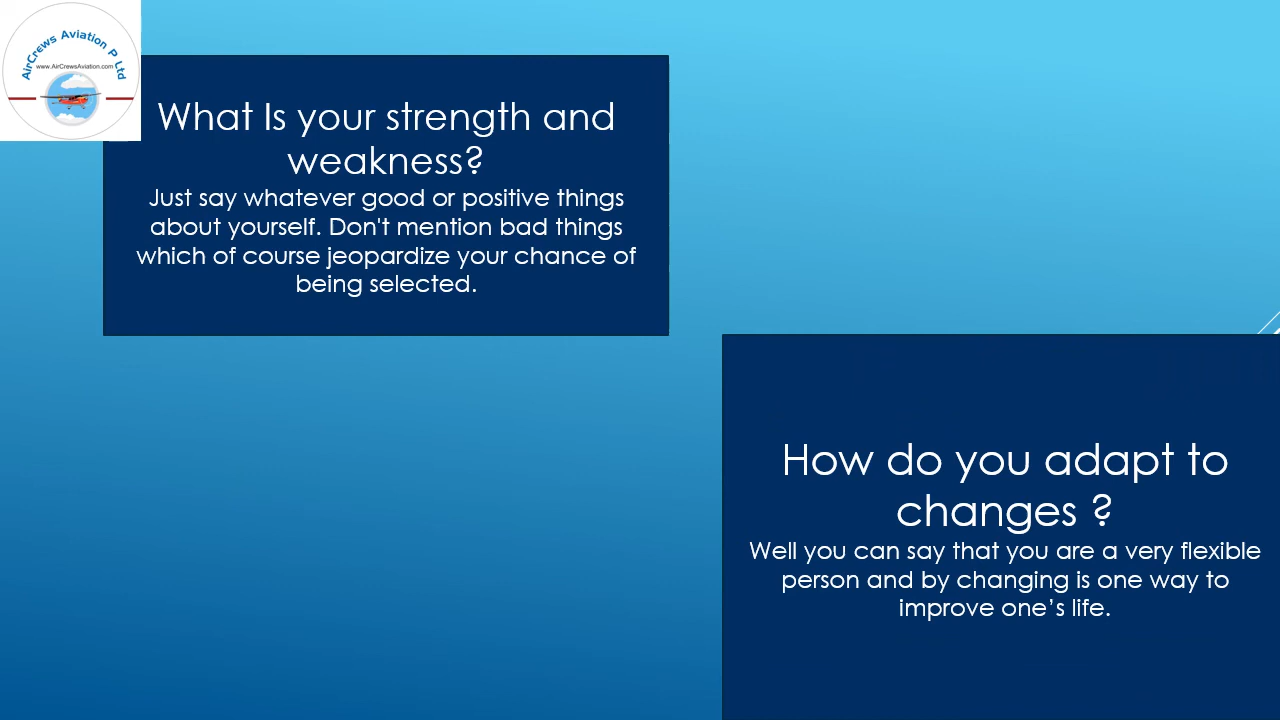 AirCrews Aviation P Ltd
www.AirCrewsAviation.com
What Is your strength and
weakness?
Just say whatever good or positive things
about yourself. Don't mention bad things
which of course jeopardize your chance of
being selected.
How do you adapt to
changes ?
Well you can say that you are a very flexible
person and by changing is one way to
improve one’s life.